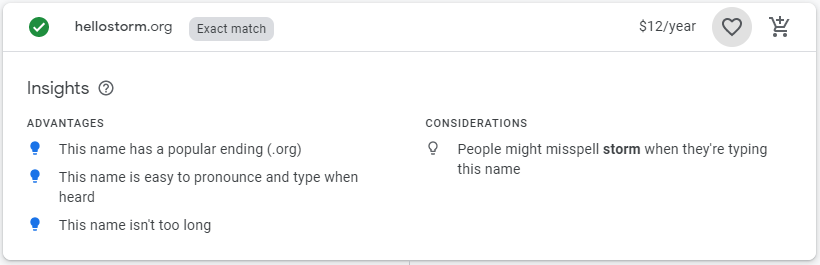 hellostorm.org Exact match $12/year
Insights
ADVANTAGES
This name has a popular ending (.org)
This name is easy to pronounce and type when
heard
This name isn't too long
CONSIDERATIONS
People might misspell storm when they're typing
this name